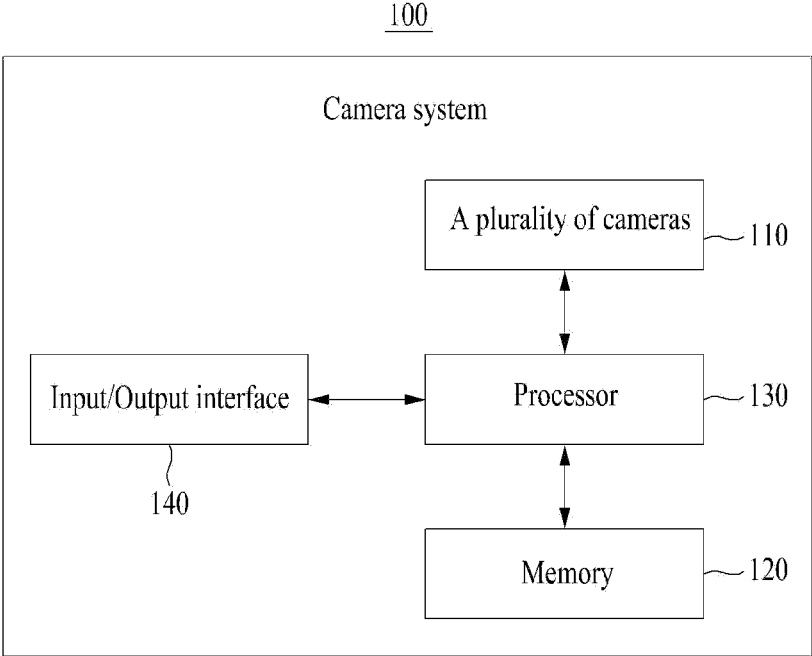 100
Camera system
A plurality of cameras
110
Input/Output interface
Processor
130
140
Memory
120